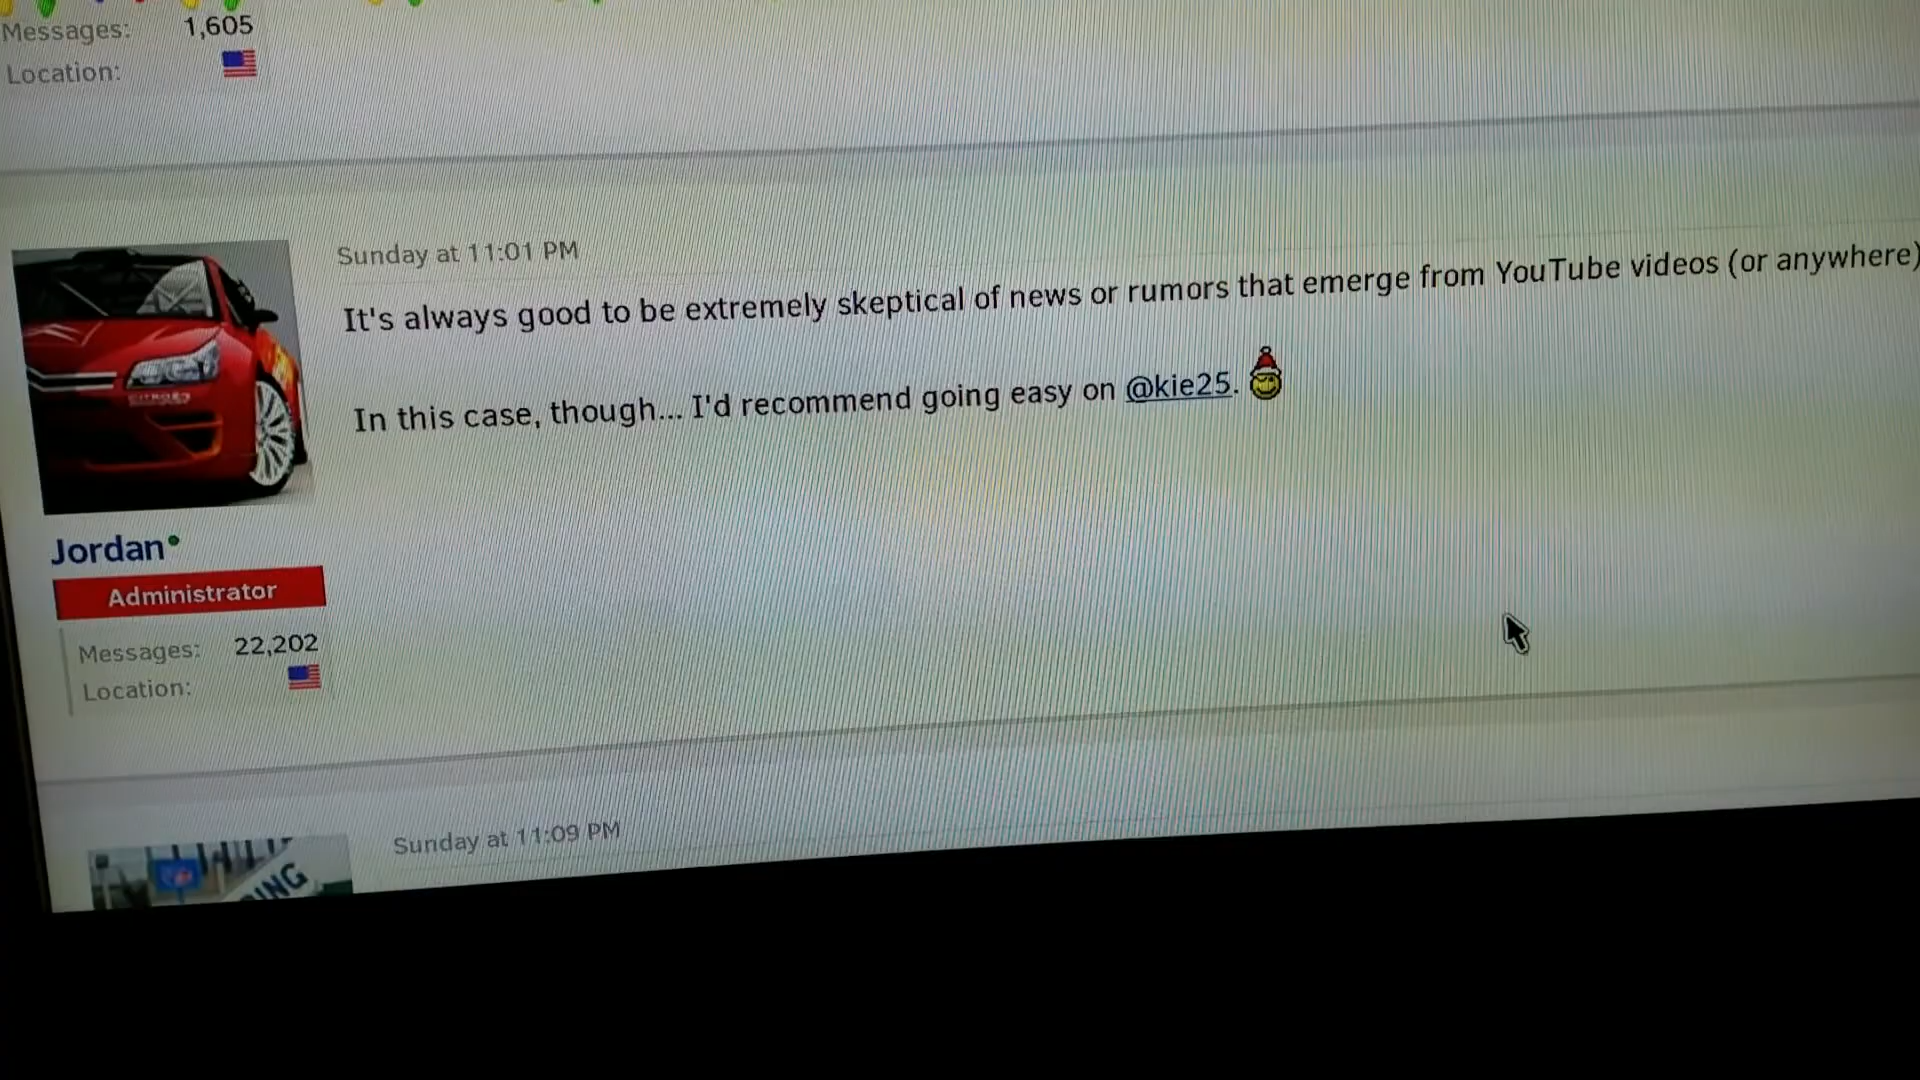 Messages: 1,605
Location:
Sunday at 11:01 PM
It's always good to be extremely skeptical of news or rumors that emerge from YouTube videos (or anywhere)
In this case, though... I'd recommend going easy on @kie25.
CITROËN
Jordan
Administrator
Messages: 22,202
Location:
Sunday at 11:09 PM
ING